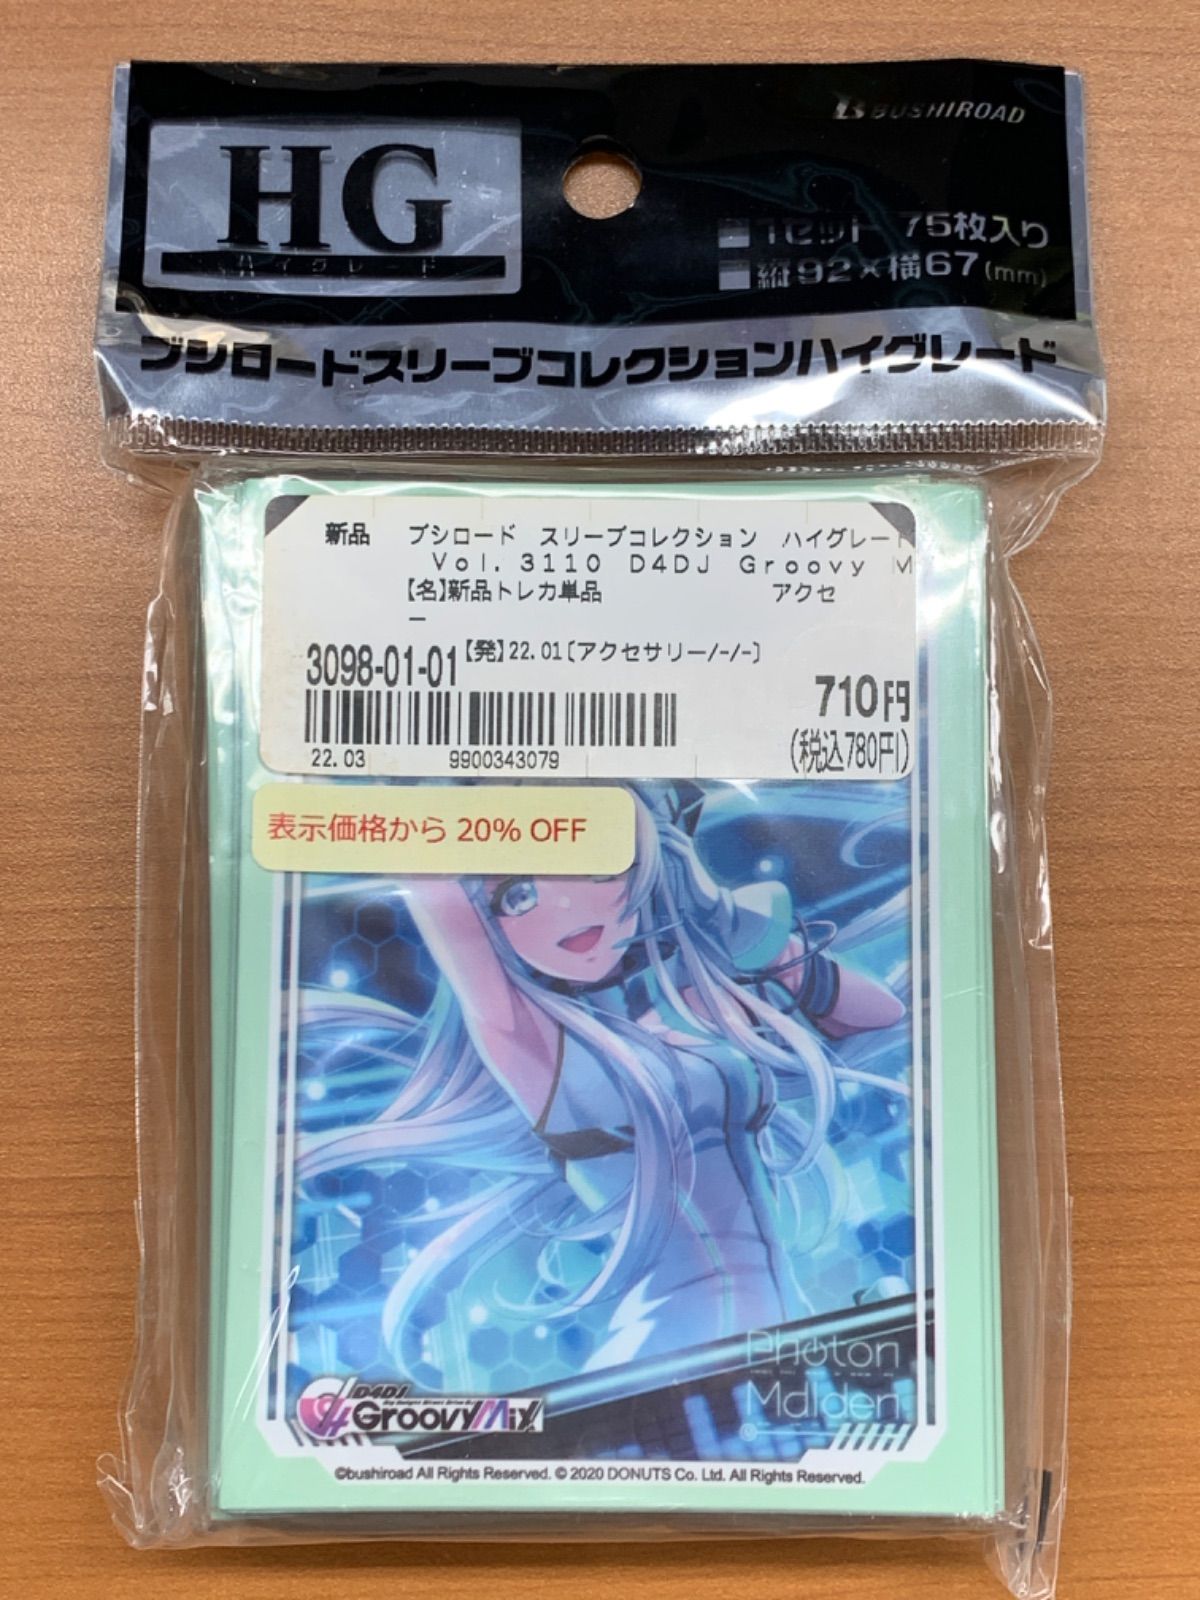 BUSHIROAD
HG
ハイグレード
1セット 75枚入り
縦92×横67(mm)
ブシロードスリーブコレクションハイグレード
新品 ブシロード スリーブコレクション ハイグレード
Vol.3110 D4DJ Groovy M
【名】新品トレカ単品 アクセ
ー
3098-01-01 【発】22.01〔アクセサリー/-/-〕
710円
(税込780円)
22.03 9900343079
表示価格から 20% OFF
Photon
Maiden
D4DJ
GroovyMix
©bushiroad All Rights Reserved. © 2020 DONUTS Co. Ltd. All Rights Reserved.